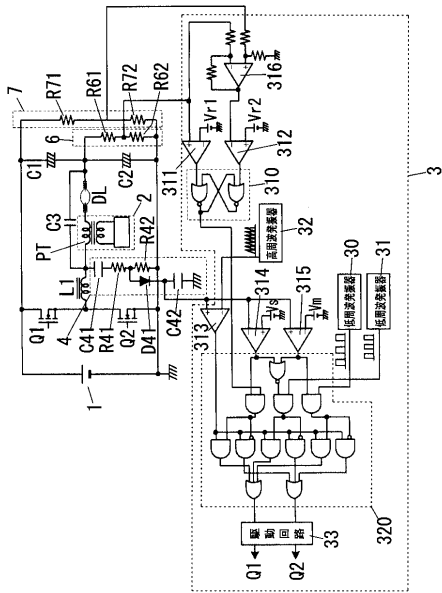 7
R71
R61
R72
R62
6
C1
C2
C3
DL
PT
2
L1
4
C41
R41
R42
D41
C42
Q1
Q2
1
316
Vr1
Vr2
311
312
310
高周波発振器
32
313
314
315
Vs
Vm
低周波発振器
30
低周波発振器
31
3
320
駆動回路
33
Q1
Q2